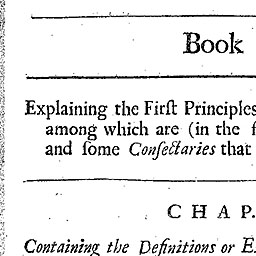 Book
Explaining the Firſt Principles
among which are (in the
and ſome Conſectaries that
CHAP.
Containing the Definitions or